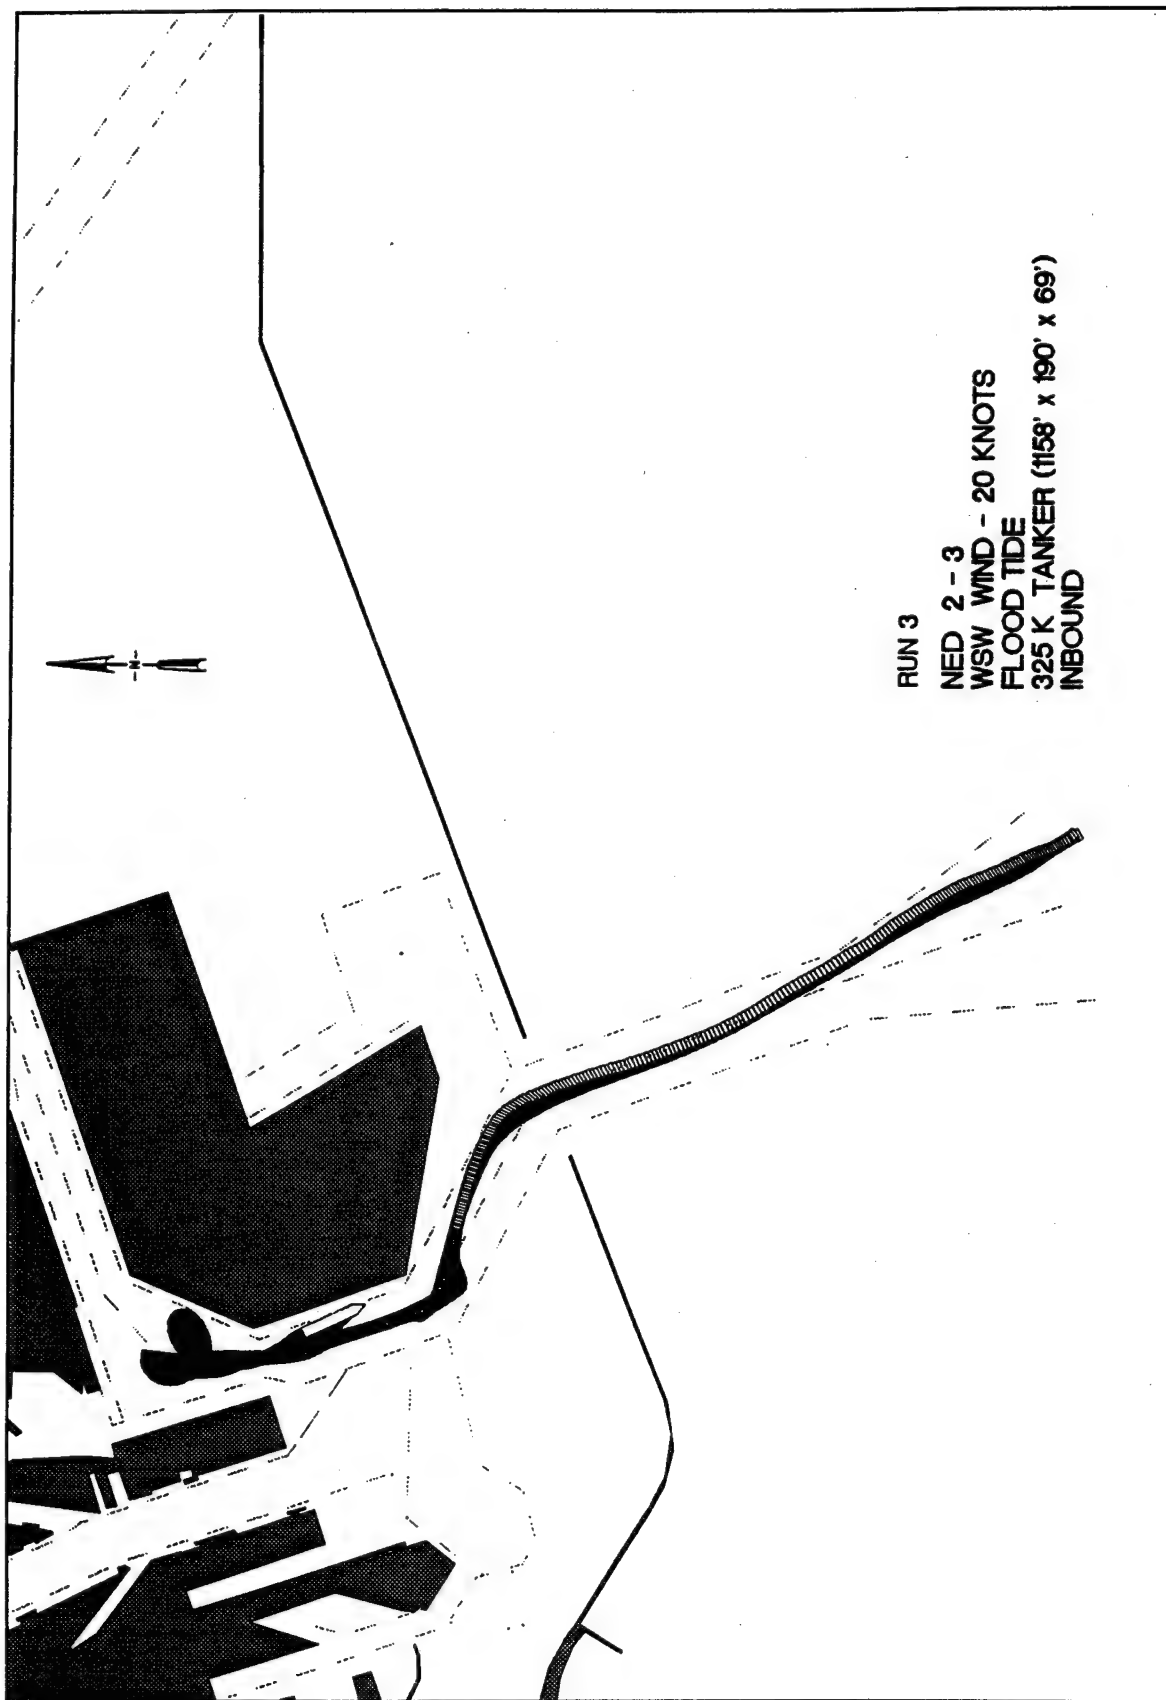 N
RUN 3
NED 2 - 3
WSW WIND - 20 KNOTS
FLOOD TIDE
325 K TANKER (1158' x 190' x 69')
INBOUND